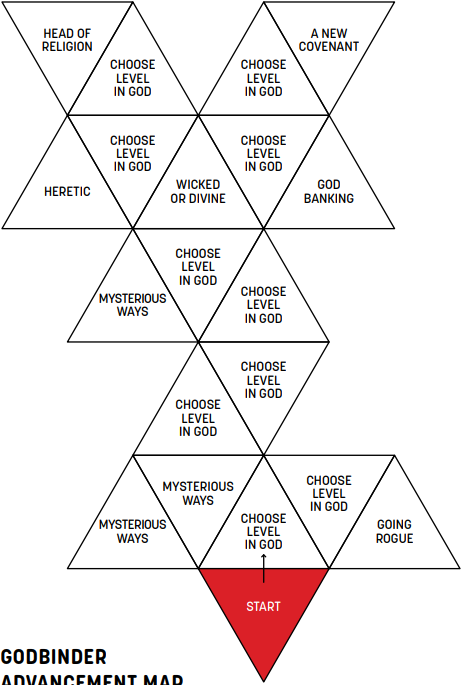 HEAD OF
RELIGION
CHOOSE
LEVEL
IN GOD
CHOOSE
LEVEL
IN GOD
A NEW
COVENANT
HERETIC
CHOOSE
LEVEL
IN GOD
WICKED
OR DIVINE
CHOOSE
LEVEL
IN GOD
GOD
BANKING
MYSTERIOUS
WAYS
CHOOSE
LEVEL
IN GOD
CHOOSE
LEVEL
IN GOD
CHOOSE
LEVEL
IN GOD
CHOOSE
LEVEL
IN GOD
MYSTERIOUS
WAYS
MYSTERIOUS
WAYS
CHOOSE
LEVEL
IN GOD
CHOOSE
LEVEL
IN GOD
GOING
ROGUE
START
GODBINDER
ADVANCEMENT MAP